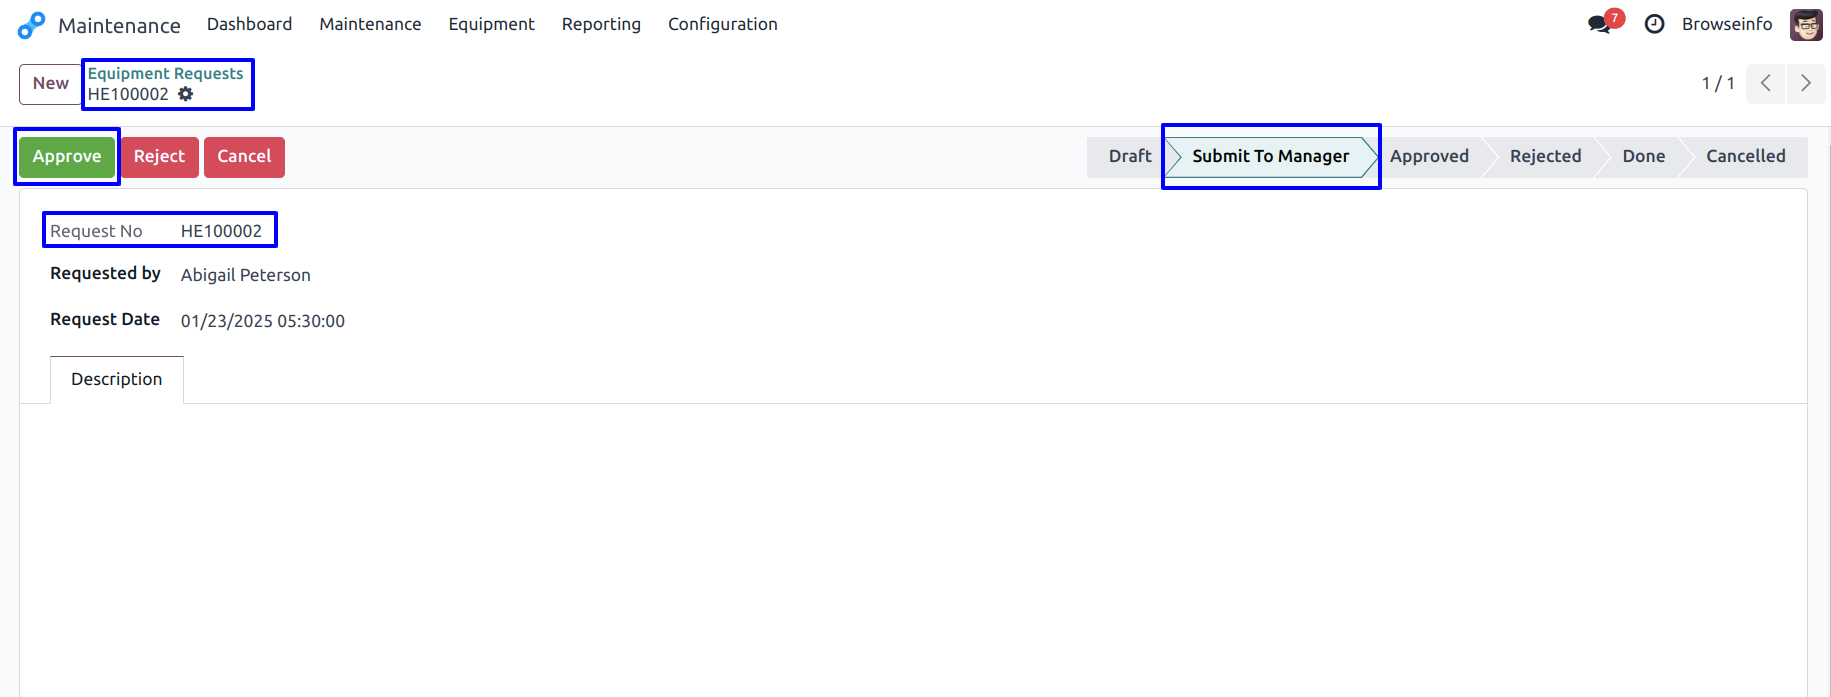 Maintenance Dashboard Maintenance Equipment Reporting Configuration 7 Browseinfo
New Equipment Requests
HE100002 1 / 1
Approve Reject Cancel Draft Submit To Manager Approved Rejected Done Cancelled
Request No HE100002
Requested by Abigail Peterson
Request Date 01/23/2025 05:30:00
Description